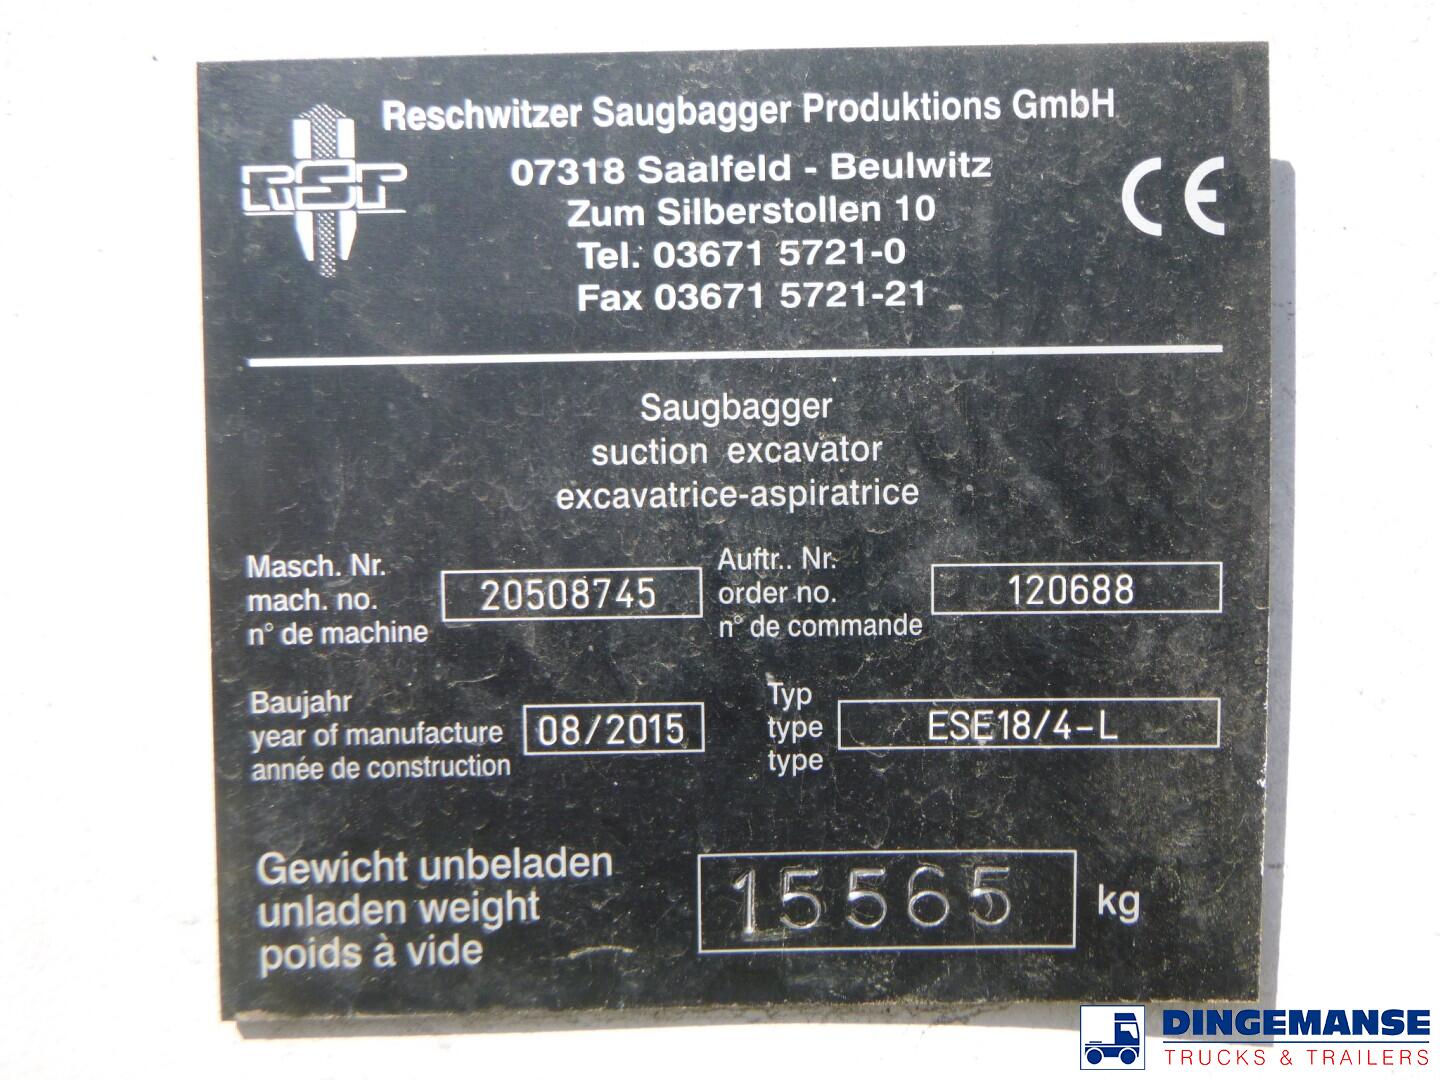 RSP
Reschwitzer Saugbagger Produktions GmbH
07318 Saalfeld - Beulwitz
Zum Silberstollen 10
Tel. 03671 5721-0
Fax 03671 5721-21
CE
Saugbagger
suction excavator
excavatrice-aspiratrice
Masch. Nr.
mach. no.
n° de machine
20508745
Auftr.. Nr.
order no.
n° de commande
120688
Baujahr
year of manufacture
année de construction
08/2015
Typ
type
type
ESE18/4-L
Gewicht unbeladen
unladen weight
poids à vide
15565 kg
DINGEMANSE
TRUCKS & TRAILERS